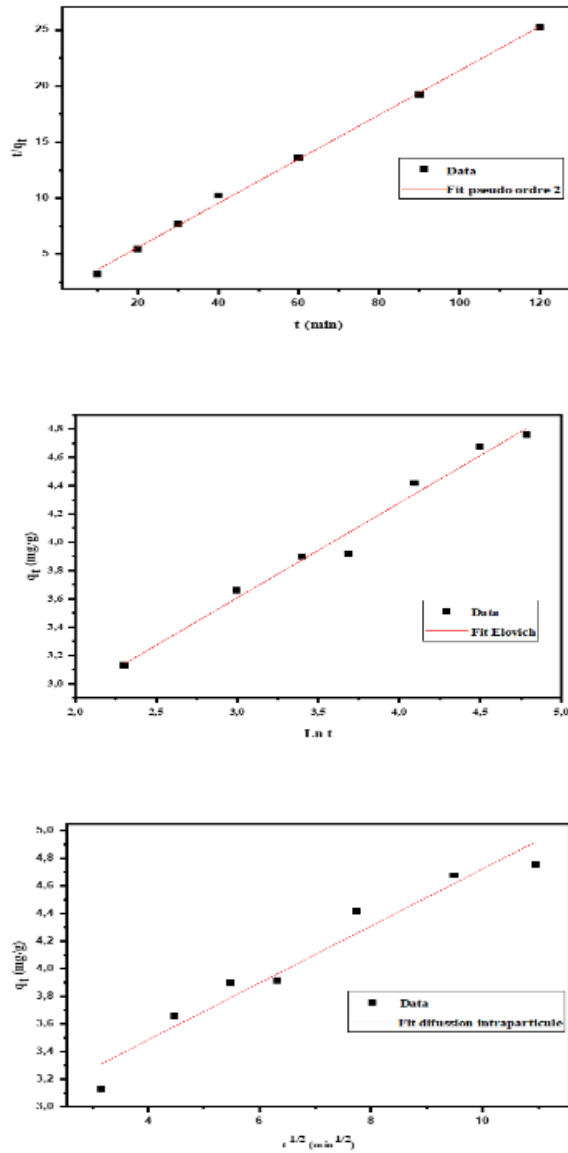 25
20
15
10
5
t/qt
Data
Fit pseudo ordre 2
20 40 60 80 100 120
t (min)
4,8
4,6
4,4
4,2
4,0
3,8
3,6
3,4
3,2
3,0
qt (mg/g)
Data
Fit Elovich
2,0 2,5 3,0 3,5 4,0 4,5 5,0
Ln t
5,0
4,8
4,6
4,4
4,2
4,0
3,8
3,6
3,4
3,2
3,0
qt (mg/g)
Data
Fit difussion intraparticule
4 6 8 10
t 1/2 (min 1/2)